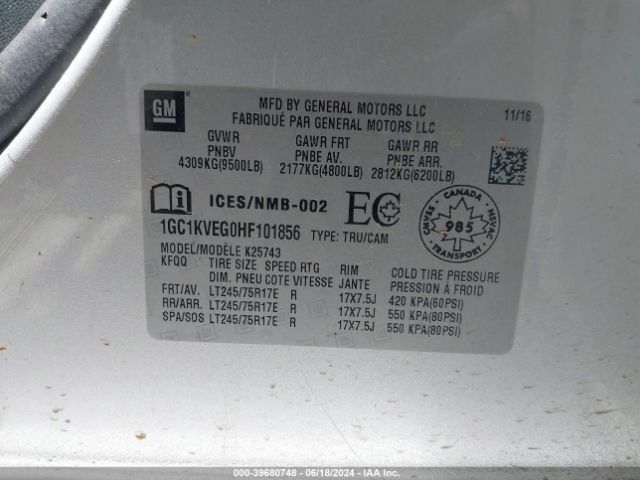 GM
MFD BY GENERAL MOTORS LLC
FABRIQUÉ PAR GENERAL MOTORS LLC
11/16
GVWR GAWR FRT GAWR RR
PNBV PNBE AV. PNBE ARR.
4309KG(9500LB) 2177KG(4800LB) 2812KG(6200LB)
ICES/NMB-002 EC
CANADA
CMVSS NSVAC
985
TRANSPORT
1GC1KVEG0HF101856 TYPE: TRU/CAM
MODEL/MODÈLE K25743
KFQQ TIRE SIZE SPEED RTG RIM COLD TIRE PRESSURE
DIM. PNEU COTE VITESSE JANTE PRESSION A FROID
FRT/AV. LT245/75R17E R 17X7.5J 420 KPA(60PSI)
RR/ARR. LT245/75R17E R 17X7.5J 550 KPA(80PSI)
SPA/SOS LT245/75R17E R 17X7.5J 550 KPA(80PSI)
000-39680748 - 06/18/2024 - IAA Inc.